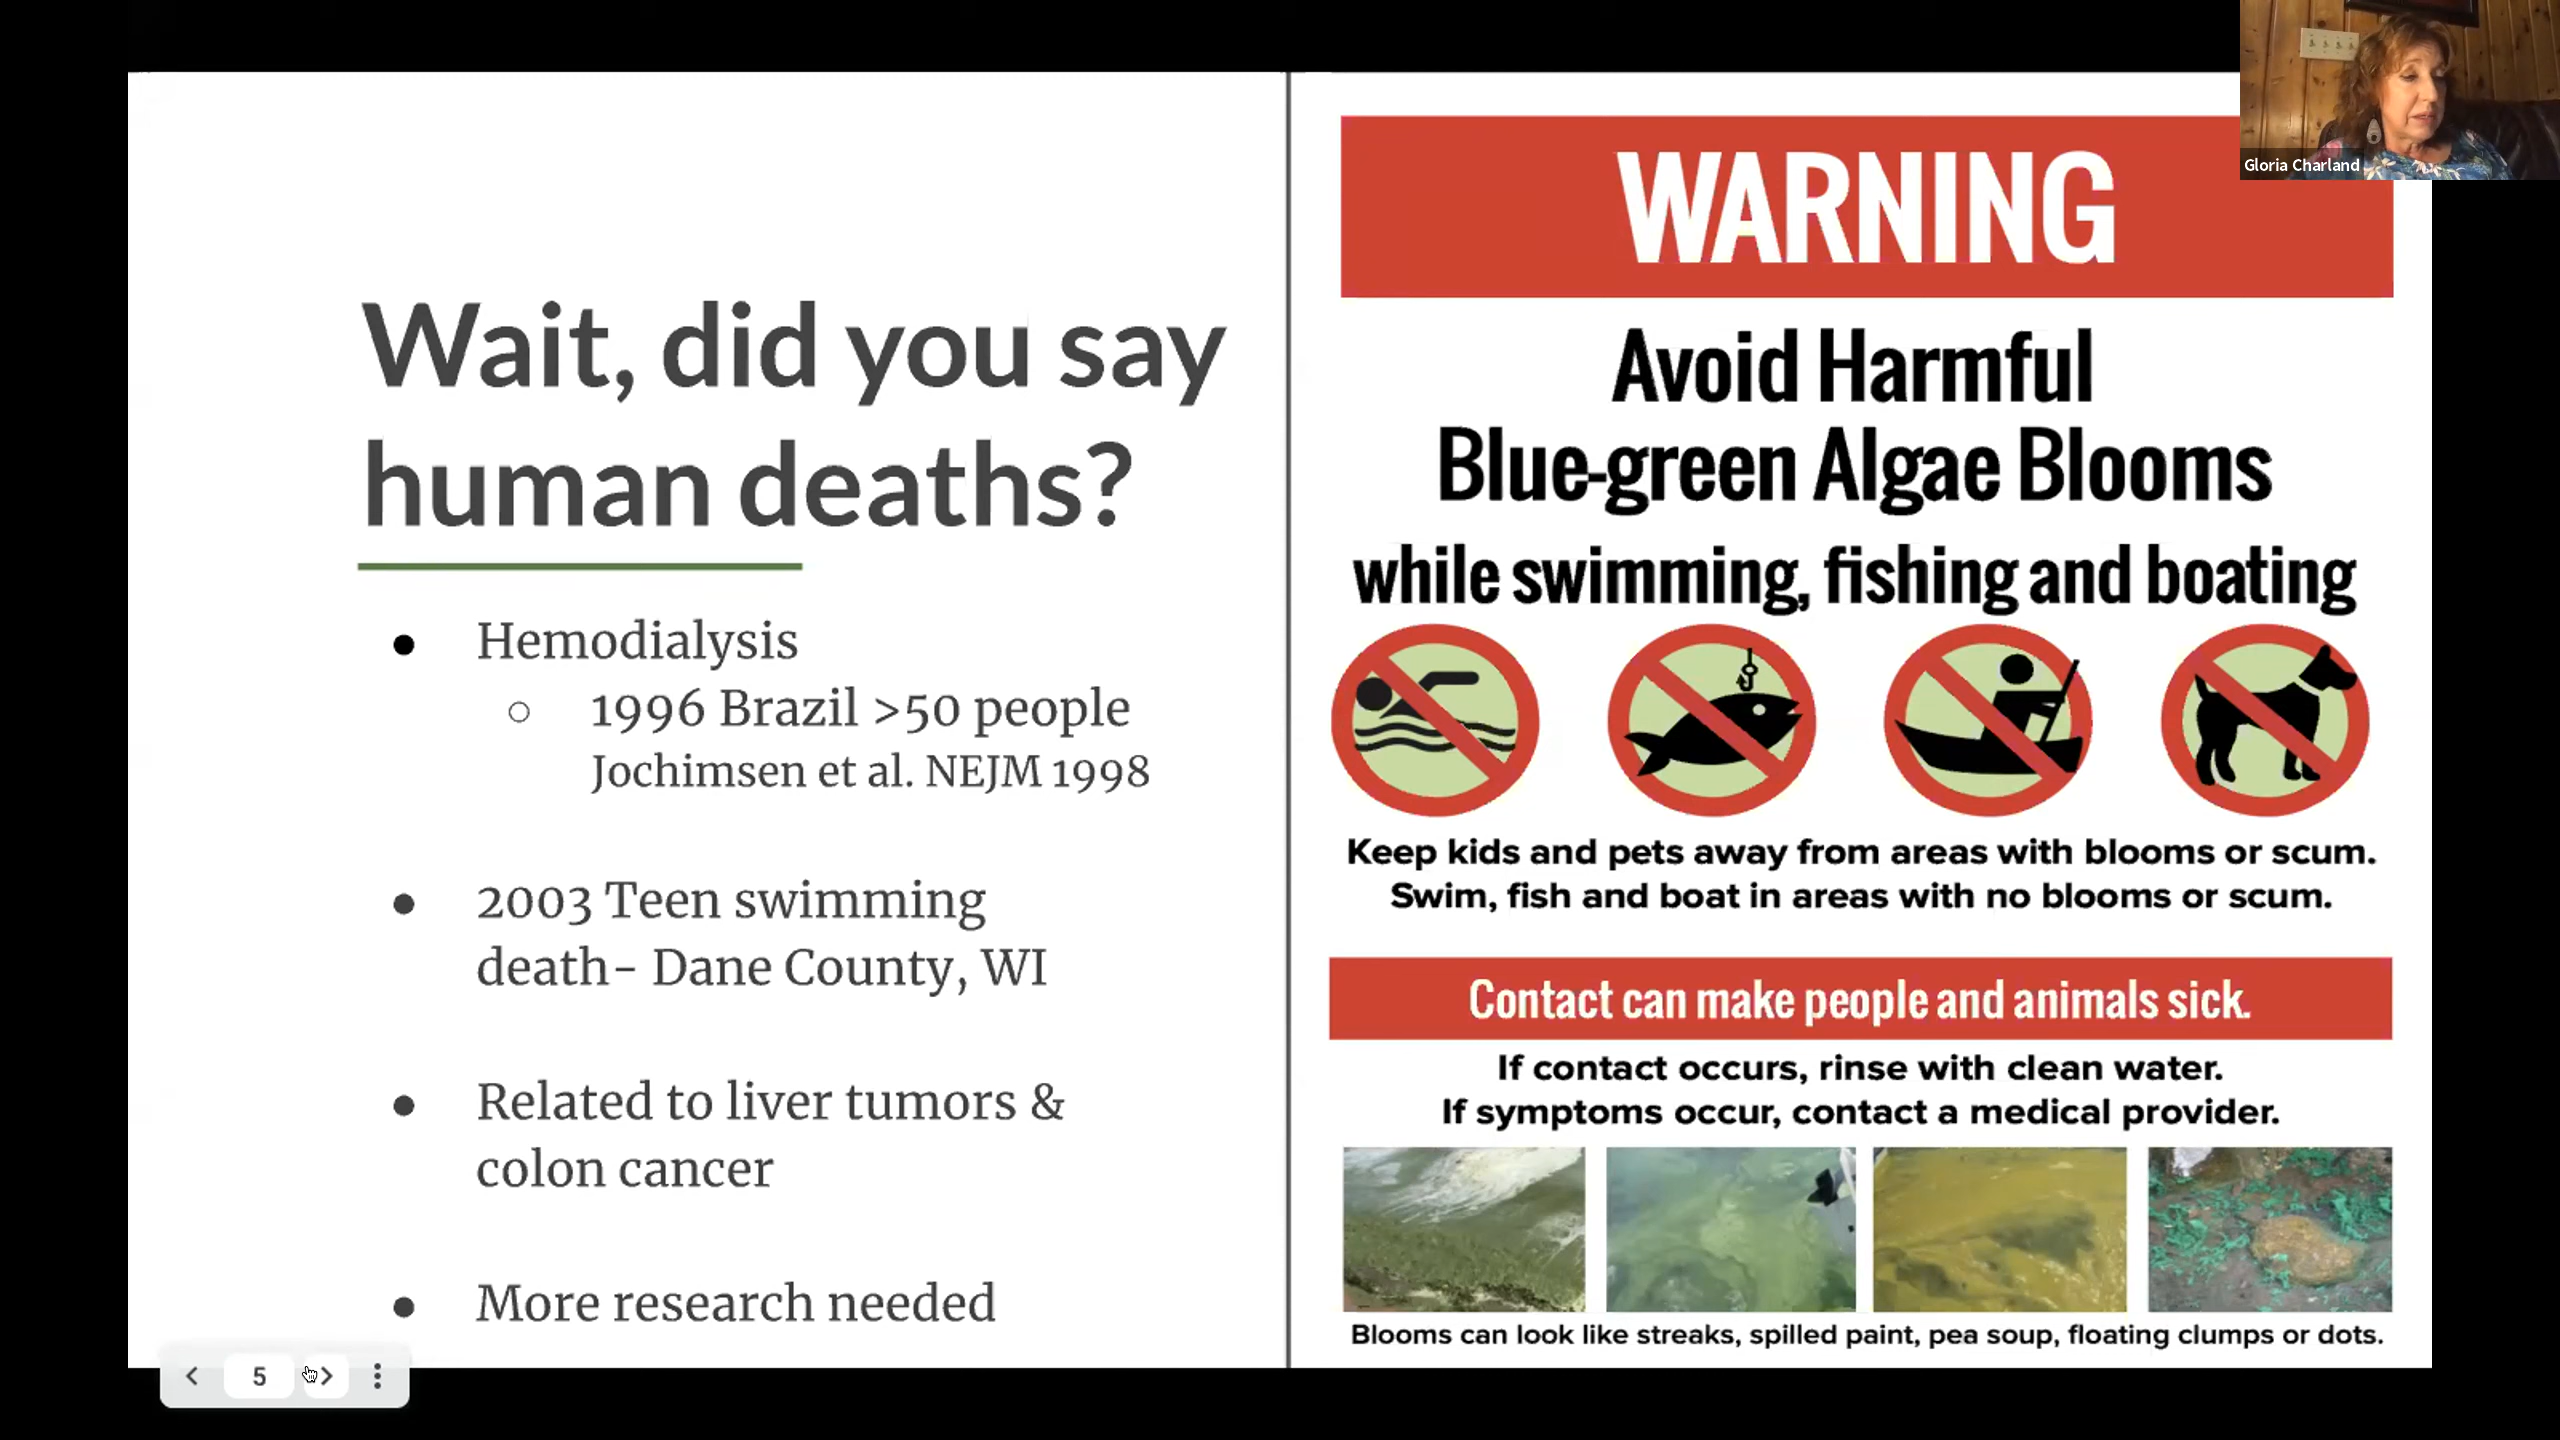 Wait, did you say
human deaths?
● Hemodialysis
○ 1996 Brazil >50 people
Jochimsen et al. NEJM 1998
● 2003 Teen swimming
death- Dane County, WI
● Related to liver tumors &
colon cancer
● More research needed
5
WARNING
Avoid Harmful
Blue-green Algae Blooms
while swimming, fishing and boating
Keep kids and pets away from areas with blooms or scum.
Swim, fish and boat in areas with no blooms or scum.
Contact can make people and animals sick.
If contact occurs, rinse with clean water.
If symptoms occur, contact a medical provider.
Blooms can look like streaks, spilled paint, pea soup, floating clumps or dots.
Gloria Charland